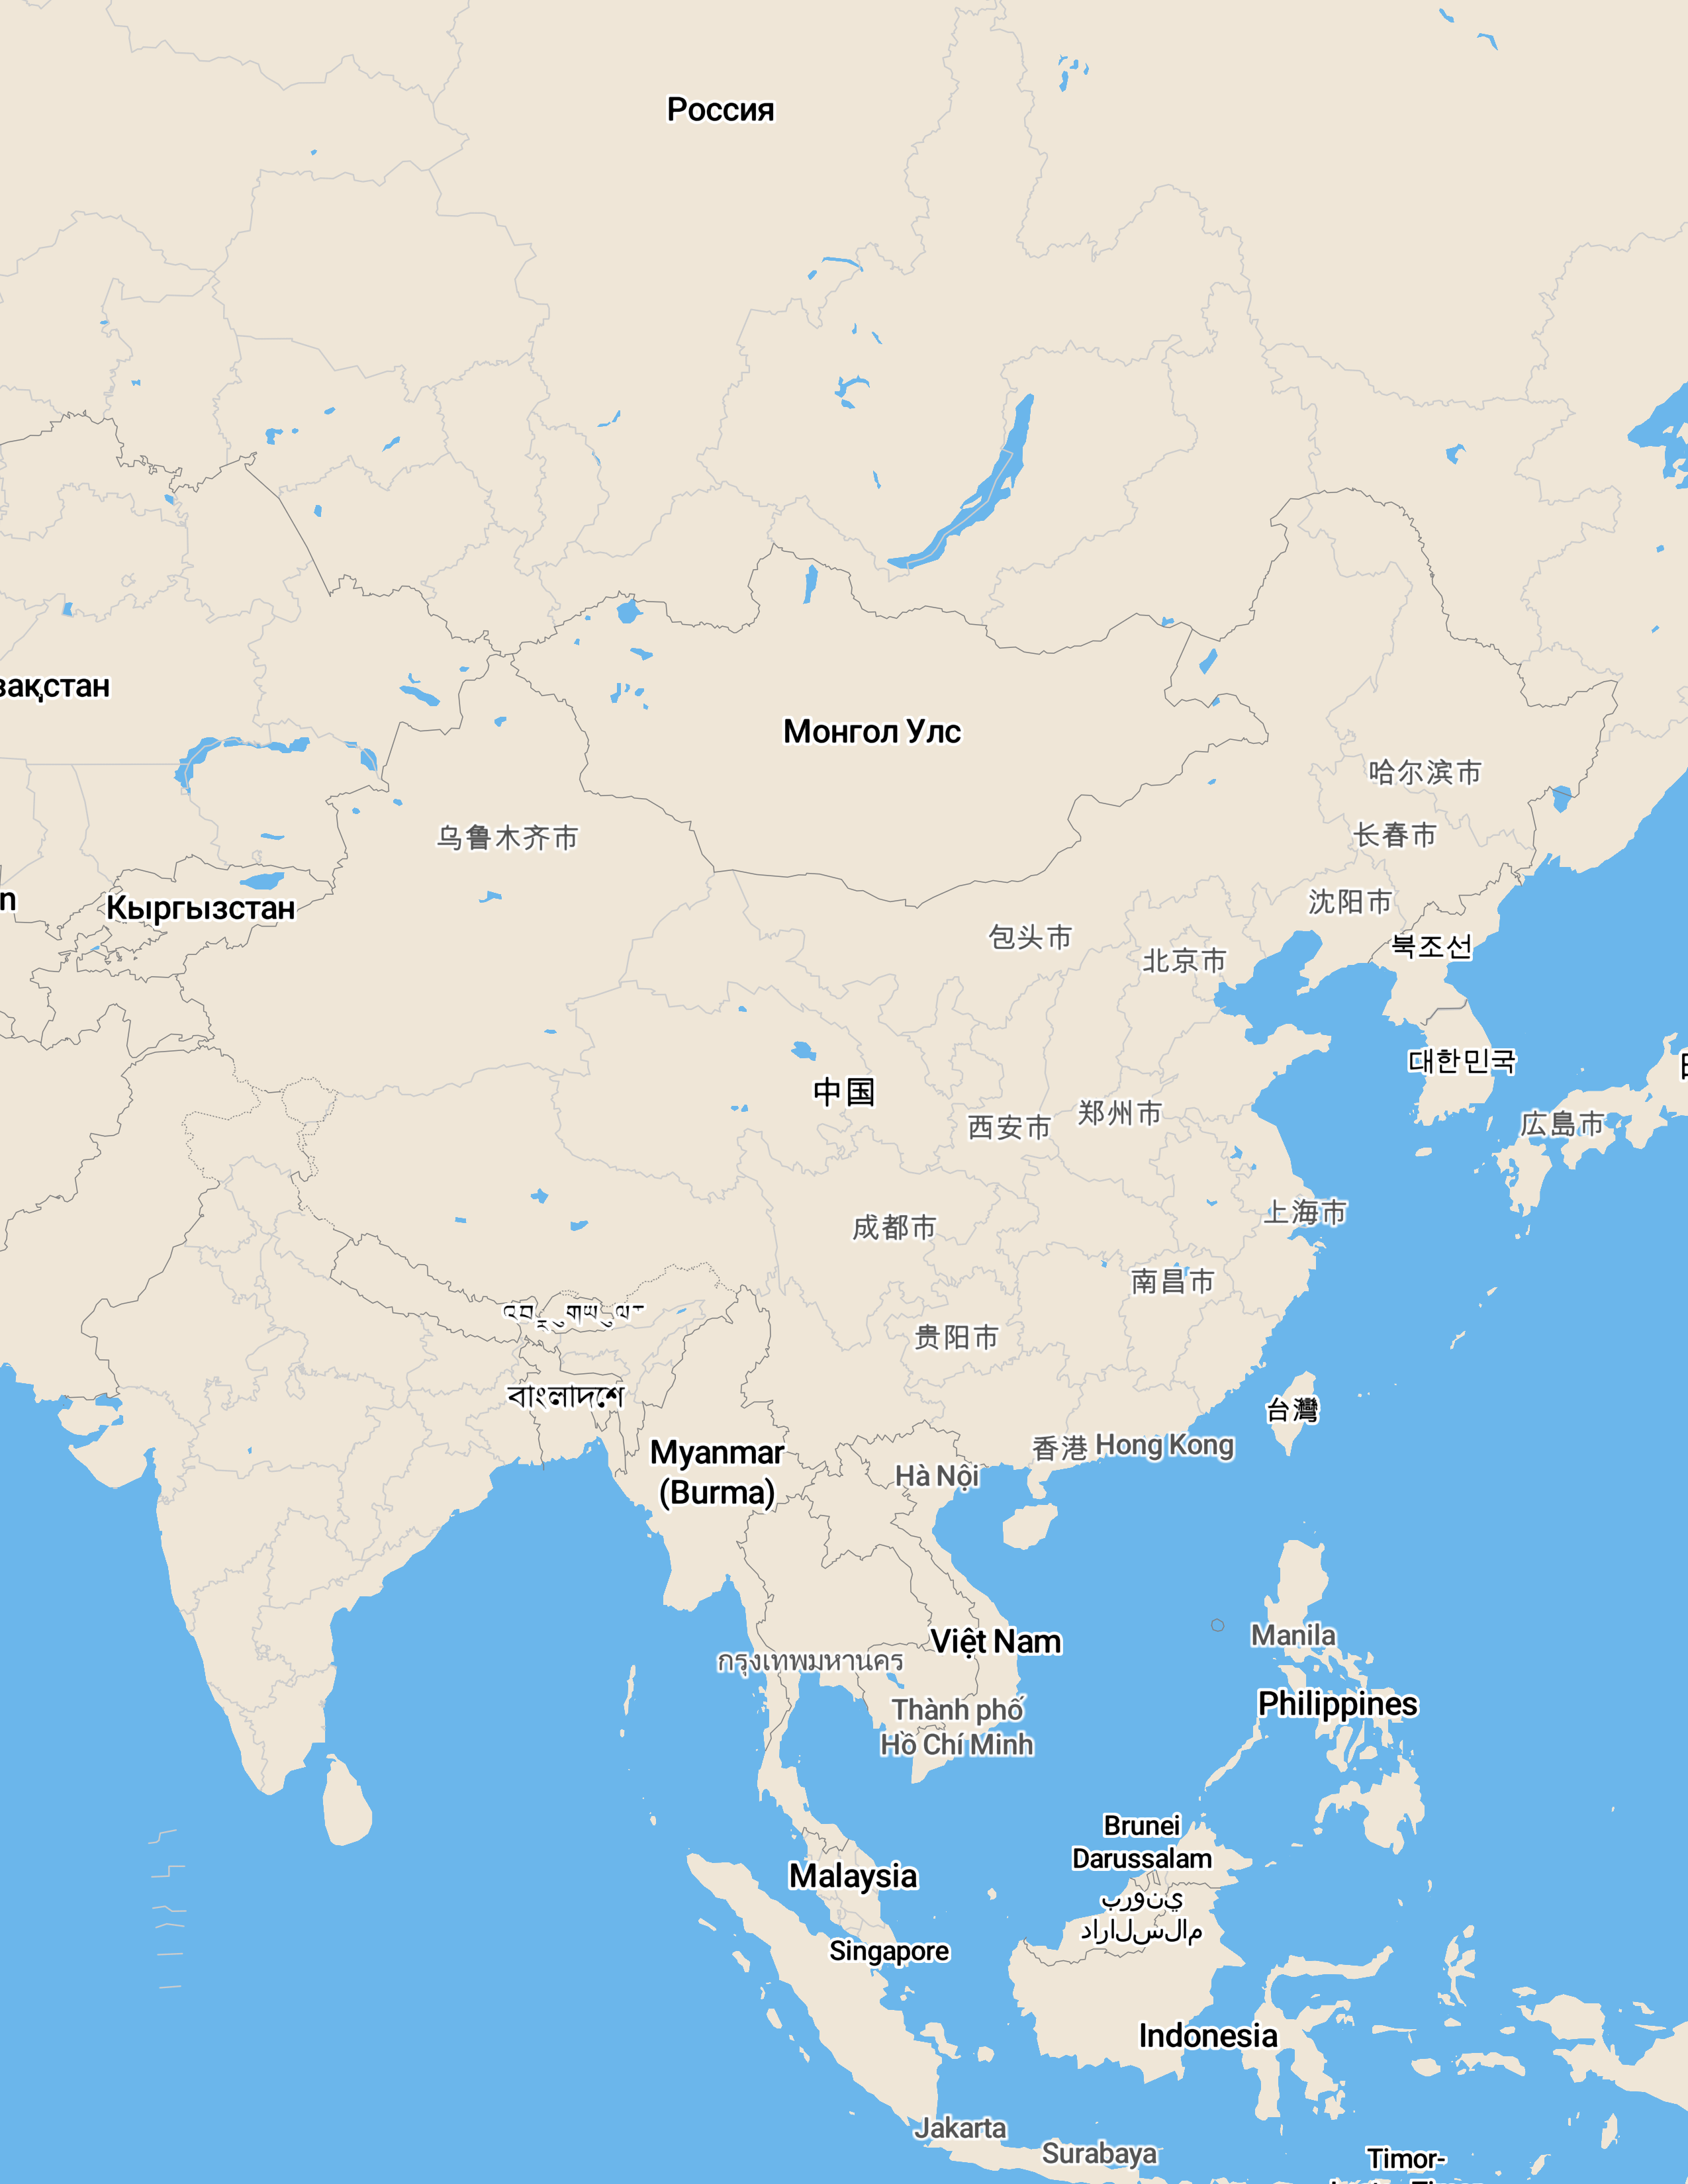 Россия
зақстан
Монгол Улс
哈尔滨市
长春市
乌鲁木齐市
n
Кыргызстан
沈阳市
包头市
북조선
北京市
대한민국
中国
西安市
郑州市
広島市
成都市
上海市
南昌市
贵阳市
বাংলাদেশ
台灣
香港 Hong Kong
Myanmar
(Burma)
Hà Nội
Manila
Việt Nam
กรุงเทพมหานคร
Philippines
Thành phố
Hồ Chí Minh
Brunei
Darussalam
بروني
دارالسلام
Malaysia
Singapore
Indonesia
Jakarta
Surabaya
Timor-